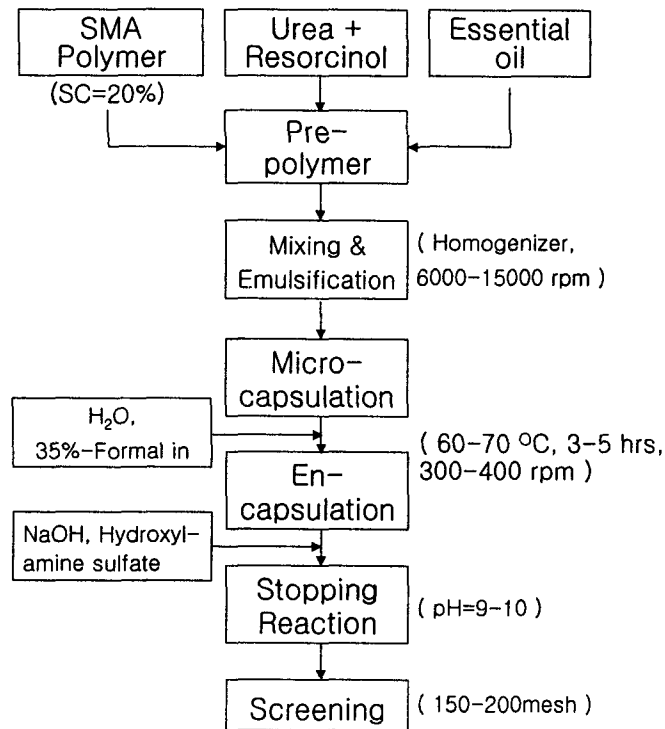 SMA
Polymer
(SC=20%)
Urea +
Resorcinol
Essential
oil
Pre-
polymer
Mixing &
Emulsification
( Homogenizer,
6000-15000 rpm )
Micro-
capsulation
H₂O,
35%-Formal in
( 60-70 ºC, 3-5 hrs,
300-400 rpm )
En-
capsulation
NaOH, Hydroxyl-
amine sulfate
Stopping
Reaction
( pH=9-10 )
Screening
( 150-200mesh )